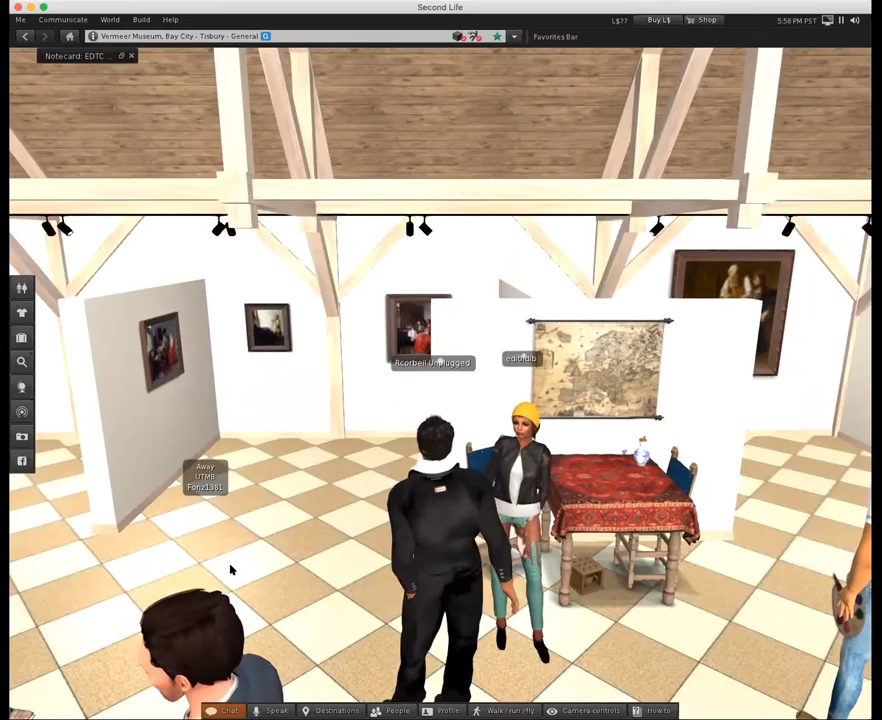 Second Life
Me Communicate World Build Help L$?? Buy L$ Shop 5:58 PM PST
Vermeer Museum, Bay City - Tisbury - General G Favorites Bar
Notecard: EDTC ...
Rcorbeil Unplugged
Away
UTMB
Fonz1381
Chat Speak Destinations People Profile Walk / run / fly Camera controls How to